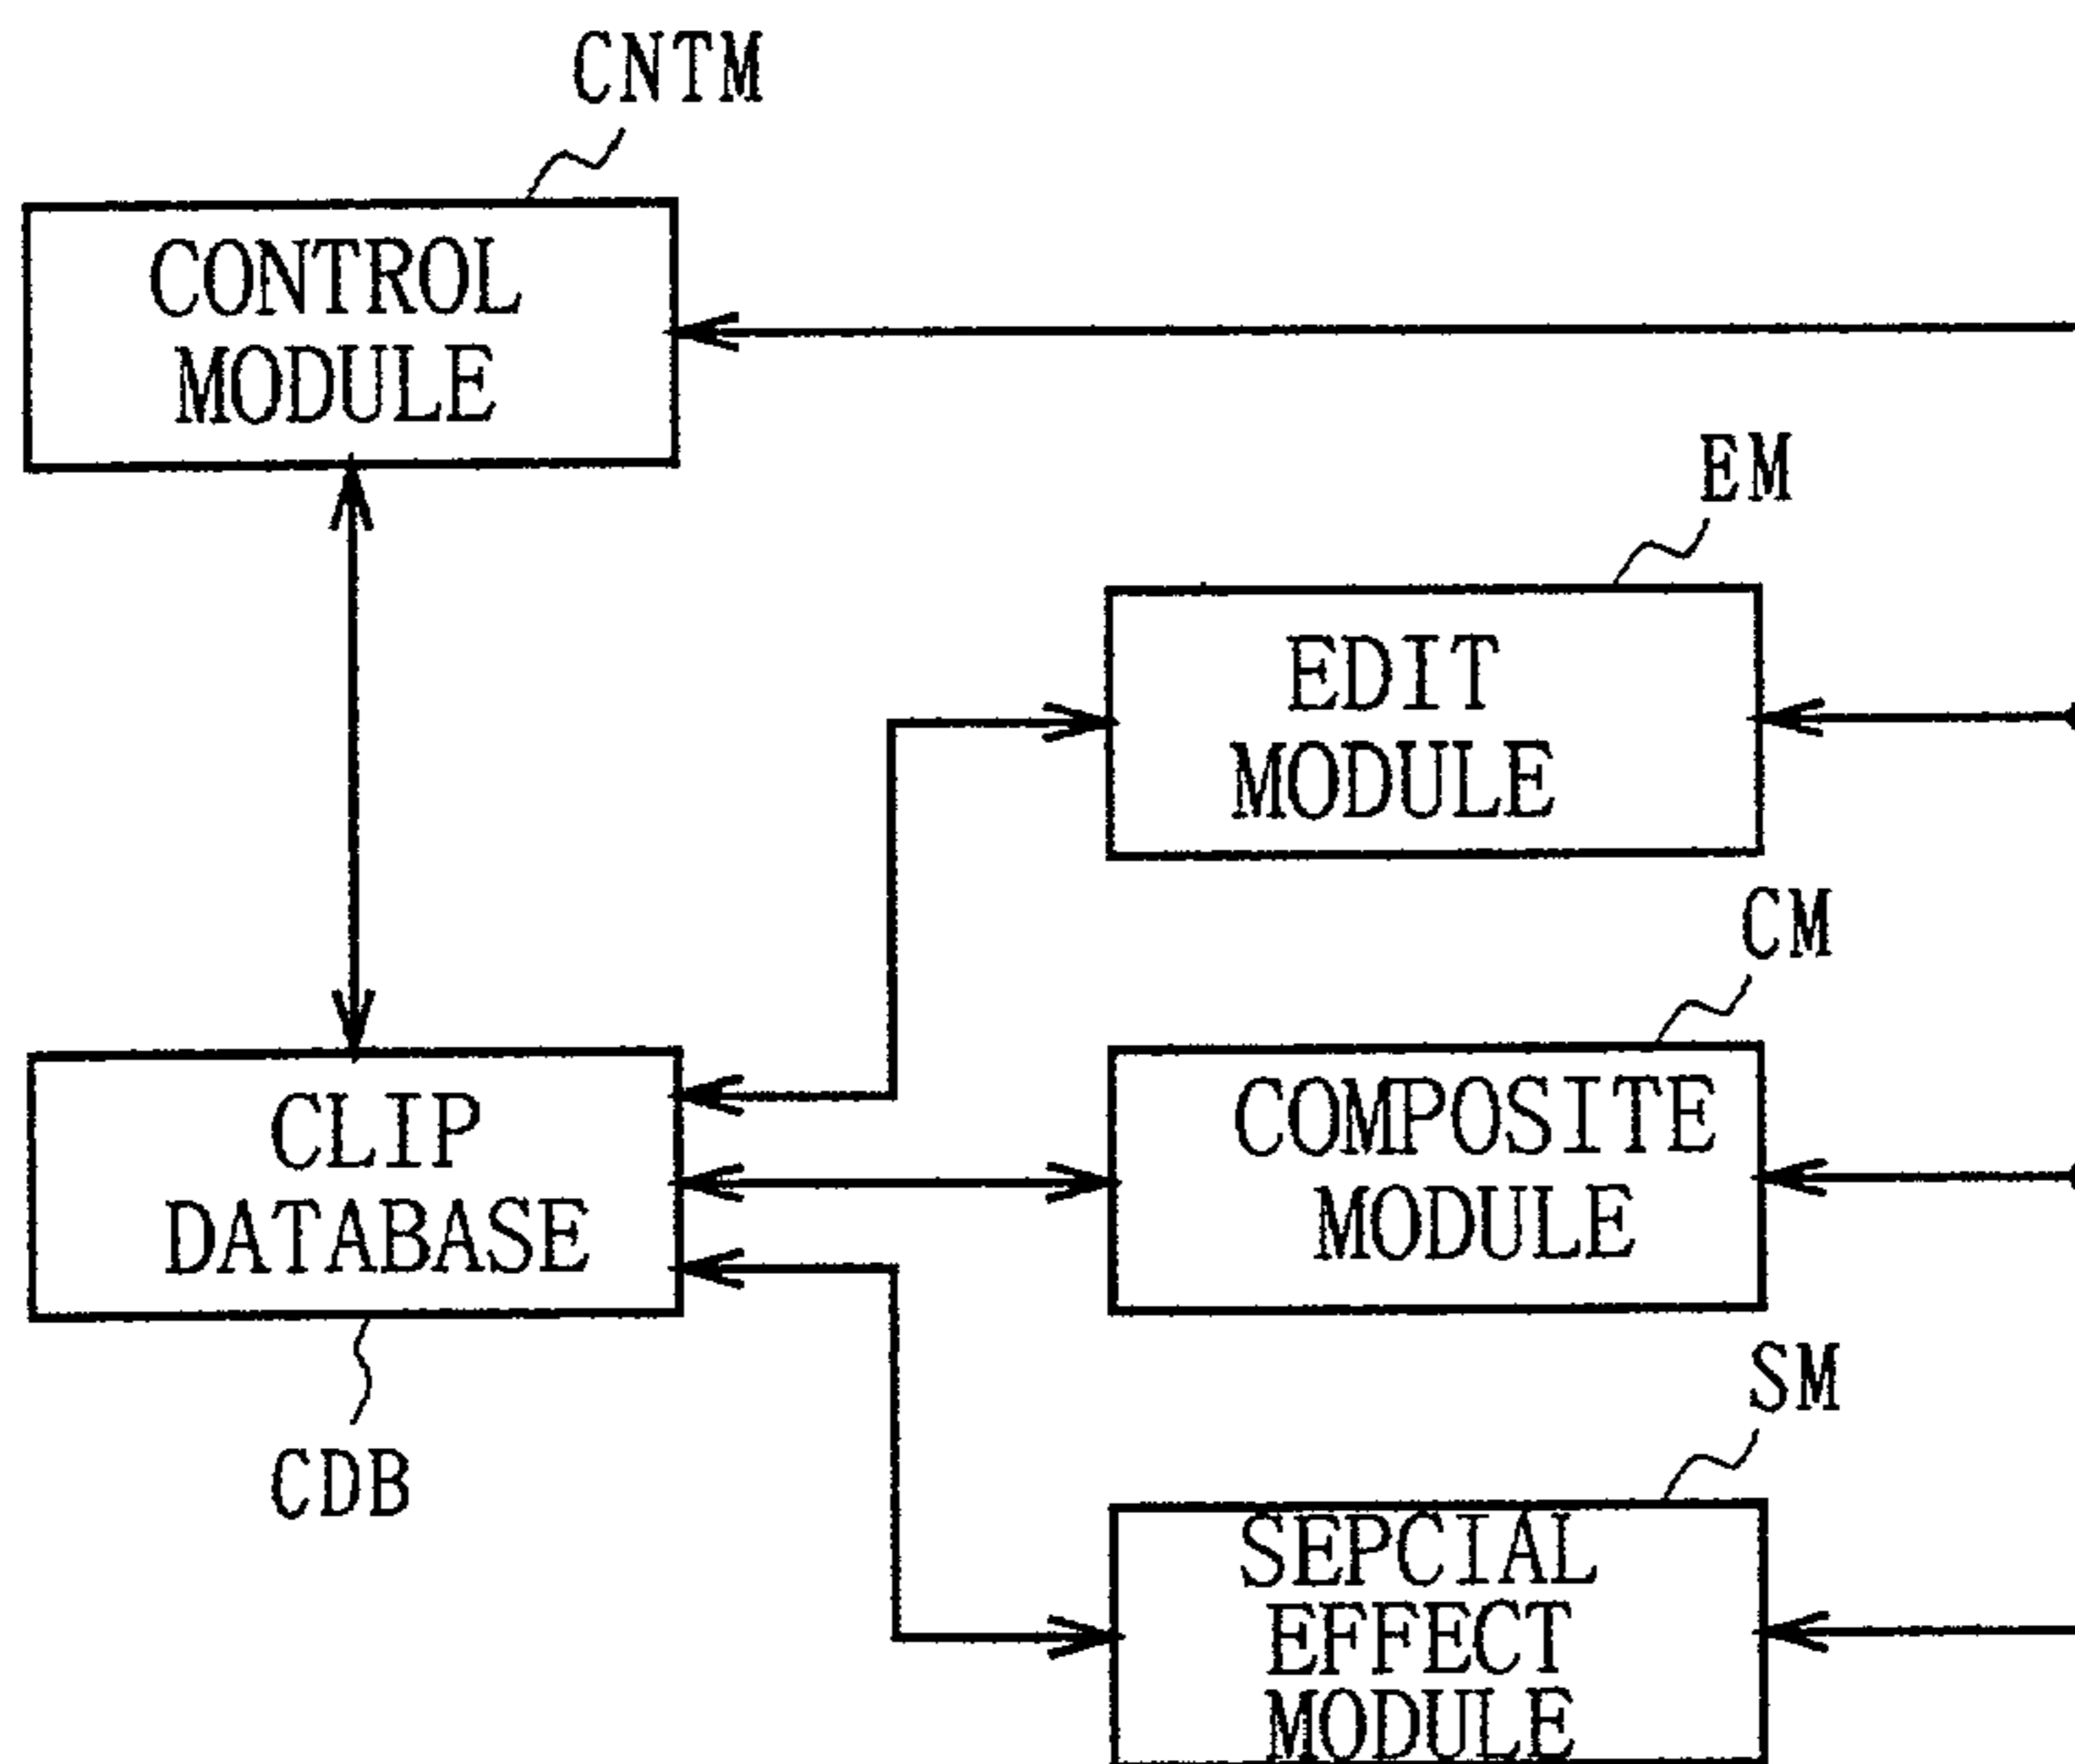 CNTM
CONTROL
MODULE
EM
EDIT
MODULE
CM
COMPOSITE
MODULE
CLIP
DATABASE
CDB
SM
SEPCIAL
EFFECT
MODULE